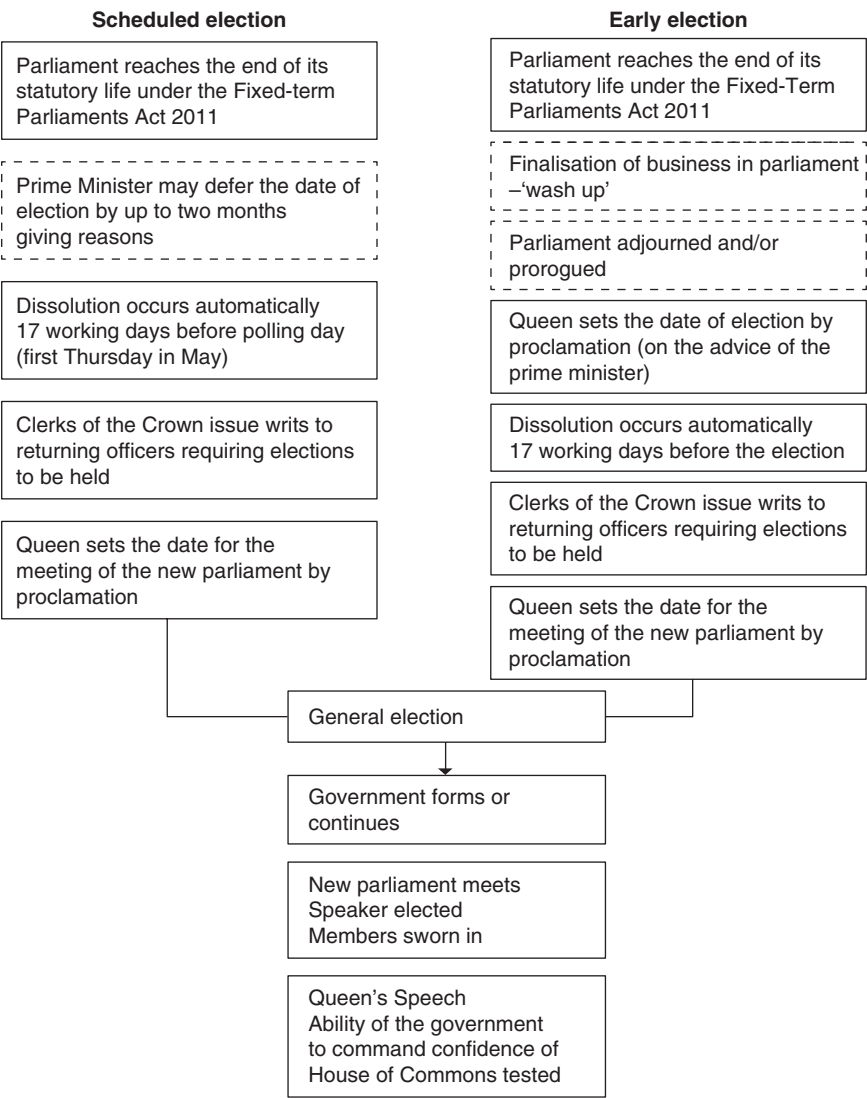 Scheduled election
Parliament reaches the end of its
statutory life under the Fixed-term
Parliaments Act 2011
Prime Minister may defer the date of
election by up to two months
giving reasons
Dissolution occurs automatically
17 working days before polling day
(first Thursday in May)
Clerks of the Crown issue writs to
returning officers requiring elections
to be held
Queen sets the date for the
meeting of the new parliament by
proclamation
Early election
Parliament reaches the end of its
statutory life under the Fixed-Term
Parliaments Act 2011
Finalisation of business in parliament
–‘wash up’
Parliament adjourned and/or
prorogued
Queen sets the date of election by
proclamation (on the advice of the
prime minister)
Dissolution occurs automatically
17 working days before the election
Clerks of the Crown issue writs to
returning officers requiring elections
to be held
Queen sets the date for the
meeting of the new parliament by
proclamation
General election
Government forms or
continues
New parliament meets
Speaker elected
Members sworn in
Queen’s Speech
Ability of the government
to command confidence of
House of Commons tested